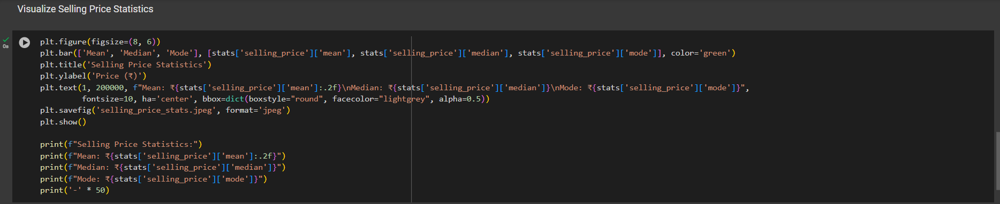 Visualize Selling Price Statistics
0s
plt.figure(figsize=(8, 6))
plt.bar(['Mean', 'Median', 'Mode'], [stats['selling_price']['mean'], stats['selling_price']['median'], stats['selling_price']['mode']], color='green')
plt.title('Selling Price Statistics')
plt.ylabel('Price (₹)')
plt.text(1, 200000, f"Mean: ₹{stats['selling_price']['mean']:.2f}\nMedian: ₹{stats['selling_price']['median']}\nMode: ₹{stats['selling_price']['mode']}",
         fontsize=10, ha='center', bbox=dict(boxstyle="round", facecolor="lightgrey", alpha=0.5))
plt.savefig('selling_price_stats.jpeg', format='jpeg')
plt.show()
print(f"Selling Price Statistics:")
print(f"Mean: ₹{stats['selling_price']['mean']:.2f}")
print(f"Median: ₹{stats['selling_price']['median']}")
print(f"Mode: ₹{stats['selling_price']['mode']}")
print('-' * 50)